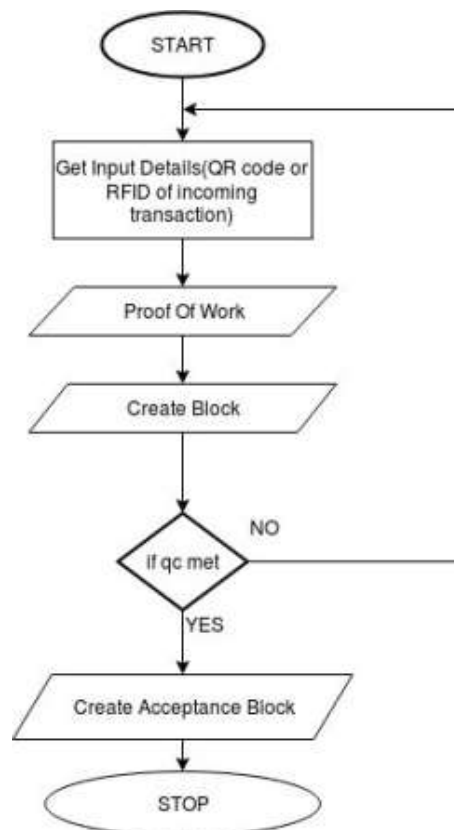 START
Get Input Details(QR code or
RFID of incoming
transaction)
Proof Of Work
Create Block
if qc met
NO
YES
Create Acceptance Block
STOP